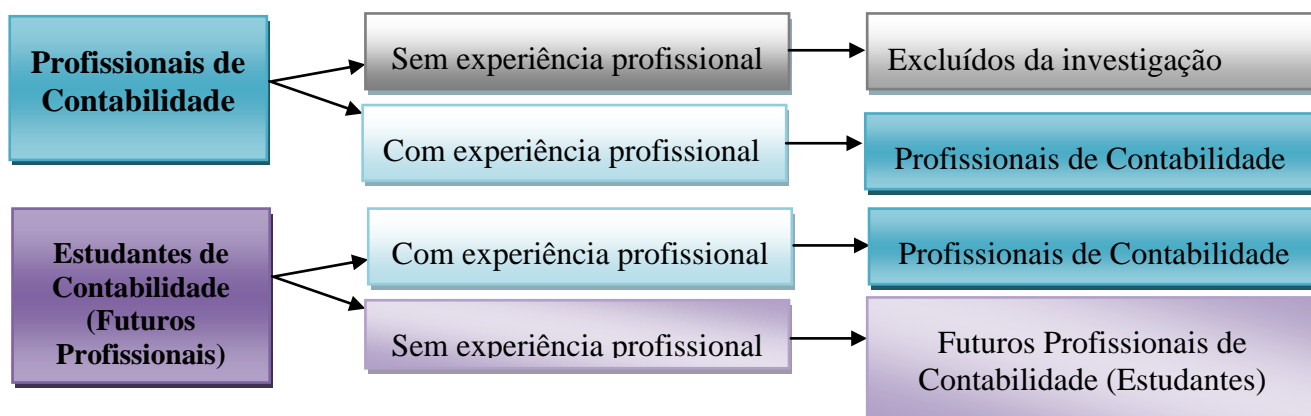 Profissionais de
Contabilidade
Sem experiência profissional
Excluídos da investigação
Com experiência profissional
Profissionais de Contabilidade
Estudantes de
Contabilidade
(Futuros
Profissionais)
Com experiência profissional
Profissionais de Contabilidade
Sem experiência profissional
Futuros Profissionais de
Contabilidade (Estudantes)